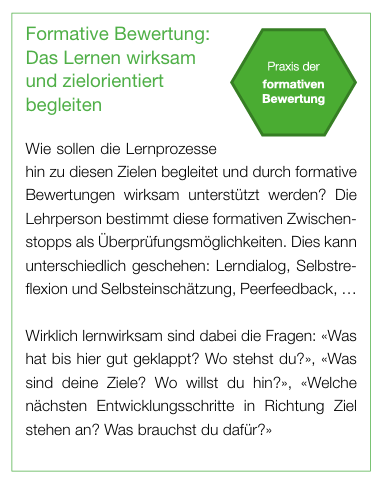 Formative Bewertung:
Das Lernen wirksam
und zielorientiert
begleiten
Praxis der
formativen
Bewertung
Wie sollen die Lernprozesse
hin zu diesen Zielen begleitet und durch formative
Bewertungen wirksam unterstützt werden? Die
Lehrperson bestimmt diese formativen Zwischen-
stopps als Überprüfungsmöglichkeiten. Dies kann
unterschiedlich geschehen: Lerndialog, Selbstre-
flexion und Selbsteinschätzung, Peerfeedback, …
Wirklich lernwirksam sind dabei die Fragen: «Was
hat bis hier gut geklappt? Wo stehst du?», «Was
sind deine Ziele? Wo willst du hin?», «Welche
nächsten Entwicklungsschritte in Richtung Ziel
stehen an? Was brauchst du dafür?»